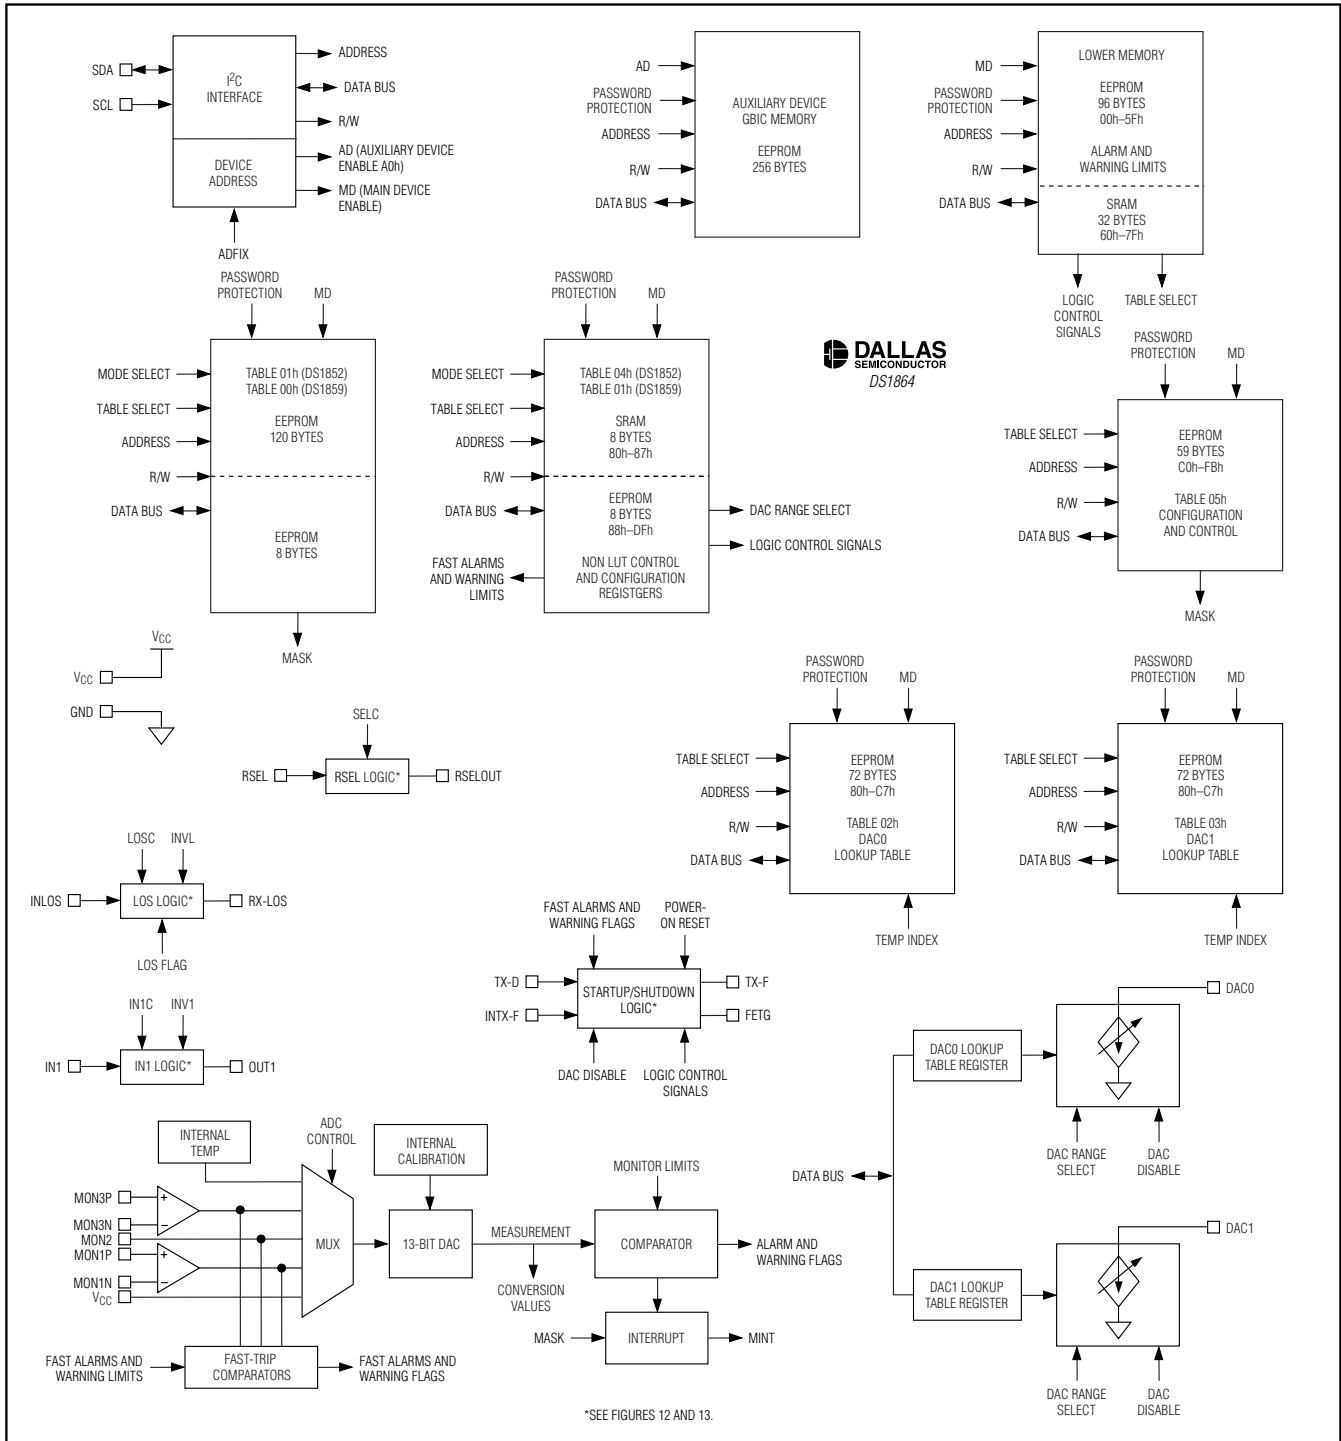 SDA
SCL
I2C
INTERFACE
DEVICE
ADDRESS
ADFIX
ADDRESS
DATA BUS
R/W
AD (AUXILIARY DEVICE
ENABLE A0h)
MD (MAIN DEVICE
ENABLE)
AD
PASSWORD
PROTECTION
ADDRESS
R/W
DATA BUS
AUXILIARY DEVICE
GBIC MEMORY
EEPROM
256 BYTES
MD
PASSWORD
PROTECTION
ADDRESS
R/W
DATA BUS
LOWER MEMORY
EEPROM
96 BYTES
00h–5Fh
ALARM AND
WARNING LIMITS
SRAM
32 BYTES
60h–7Fh
LOGIC
CONTROL
SIGNALS
TABLE SELECT
PASSWORD
PROTECTION
MD
MODE SELECT
TABLE SELECT
ADDRESS
R/W
DATA BUS
TABLE 01h (DS1852)
TABLE 00h (DS1859)
EEPROM
120 BYTES
EEPROM
8 BYTES
MASK
PASSWORD
PROTECTION
MD
MODE SELECT
TABLE SELECT
ADDRESS
R/W
DATA BUS
FAST ALARMS
AND WARNING
LIMITS
TABLE 04h (DS1852)
TABLE 01h (DS1859)
SRAM
8 BYTES
80h–87h
EEPROM
8 BYTES
88h–DFh
NON LUT CONTROL
AND CONFIGURATION
REGISTGERS
DAC RANGE SELECT
LOGIC CONTROL SIGNALS
DALLAS
SEMICONDUCTOR
DS1864
PASSWORD
PROTECTION
MD
TABLE SELECT
ADDRESS
R/W
DATA BUS
EEPROM
59 BYTES
C0h–FBh
TABLE 05h
CONFIGURATION
AND CONTROL
MASK
VCC
VCC
GND
SELC
RSEL
RSEL LOGIC*
RSELOUT
PASSWORD
PROTECTION
MD
TABLE SELECT
ADDRESS
R/W
DATA BUS
EEPROM
72 BYTES
80h–C7h
TABLE 02h
DAC0
LOOKUP TABLE
TEMP INDEX
PASSWORD
PROTECTION
MD
TABLE SELECT
ADDRESS
R/W
DATA BUS
EEPROM
72 BYTES
80h–C7h
TABLE 03h
DAC1
LOOKUP TABLE
TEMP INDEX
LOSC
INVL
INLOS
LOS LOGIC*
RX-LOS
LOS FLAG
IN1C
INV1
IN1
IN1 LOGIC*
OUT1
FAST ALARMS AND
WARNING FLAGS
POWER-
ON RESET
TX-D
INTX-F
STARTUP/SHUTDOWN
LOGIC*
TX-F
FETG
DAC DISABLE
LOGIC CONTROL
SIGNALS
INTERNAL
TEMP
ADC
CONTROL
INTERNAL
CALIBRATION
MON3P
MON3N
MON2
MON1P
MON1N
VCC
+
−
+
−
MUX
13-BIT DAC
MEASUREMENT
CONVERSION
VALUES
MONITOR LIMITS
COMPARATOR
ALARM AND
WARNING FLAGS
MASK
INTERRUPT
MINT
FAST ALARMS AND
WARNING LIMITS
FAST-TRIP
COMPARATORS
FAST ALARMS AND
WARNING FLAGS
DATA BUS
DAC0 LOOKUP
TABLE REGISTER
DAC0
DAC RANGE
SELECT
DAC
DISABLE
DAC1 LOOKUP
TABLE REGISTER
DAC1
DAC RANGE
SELECT
DAC
DISABLE
*SEE FIGURES 12 AND 13.